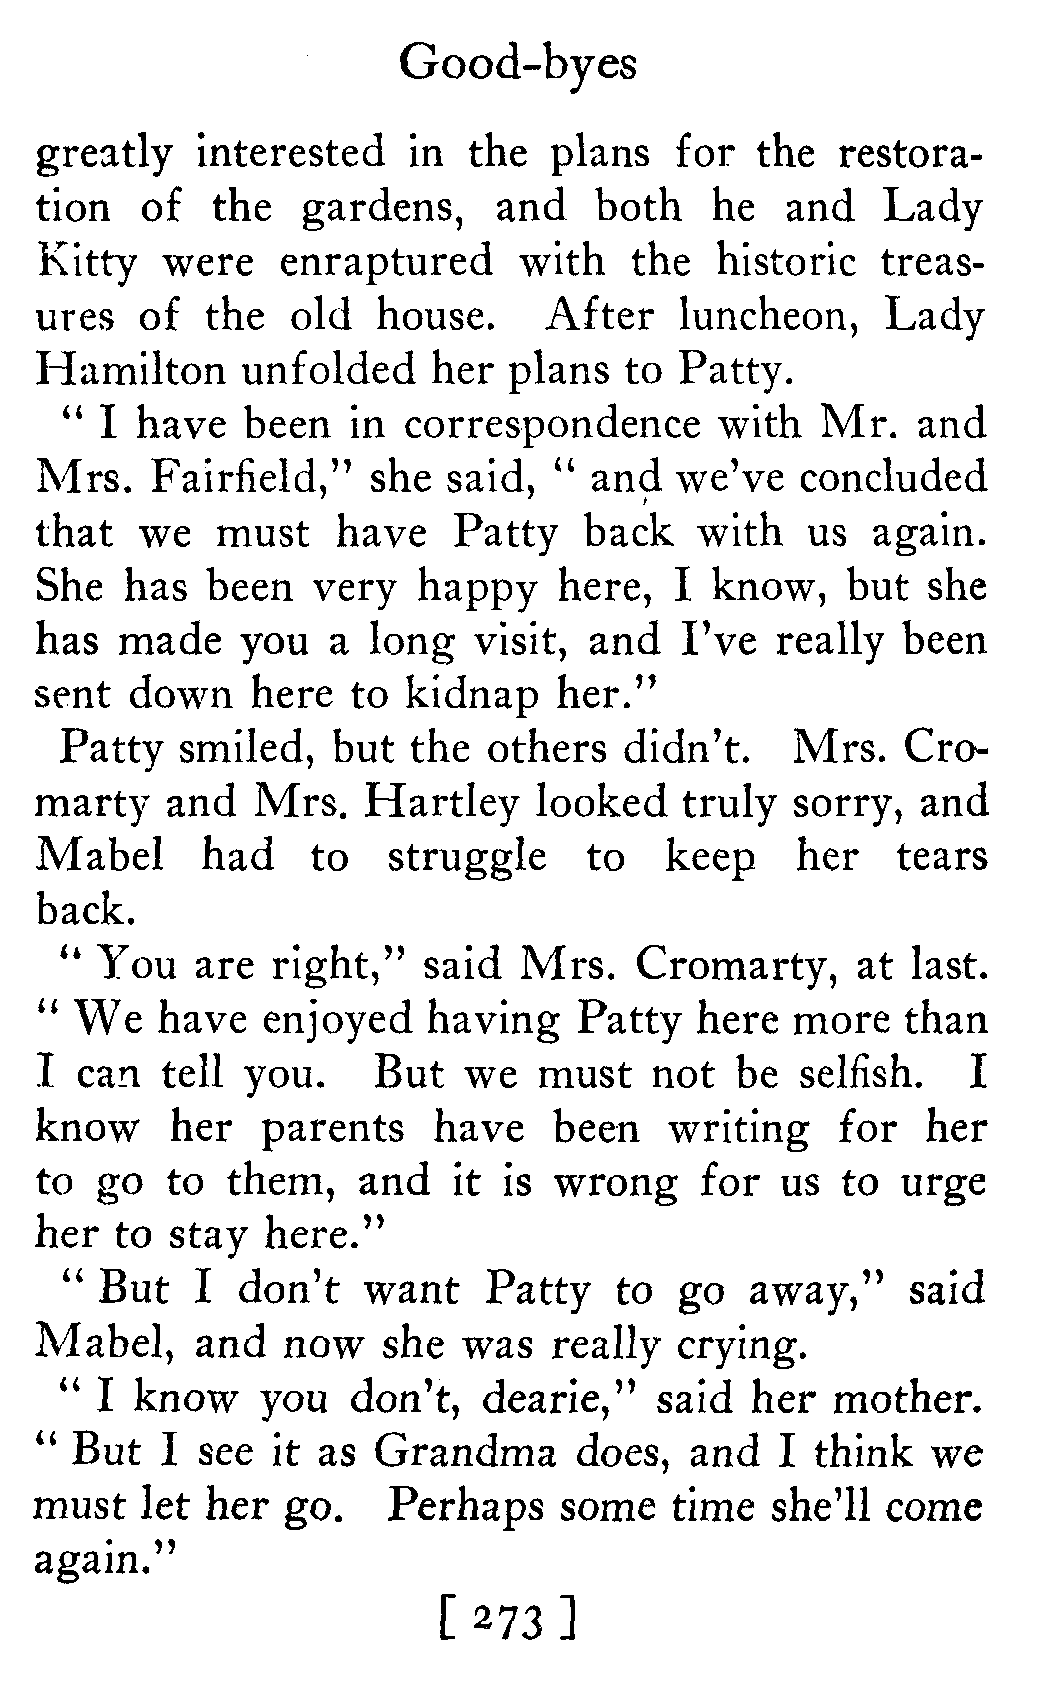 Good-byes
greatly interested in the plans for the restora-
tion of the gardens, and both he and Lady
Kitty were enraptured with the historic treas-
ures of the old house. After luncheon, Lady
Hamilton unfolded her plans to Patty.
" I have been in correspondence with Mr. and
Mrs. Fairfield," she said, " and we've concluded
that we must have Patty back with us again.
She has been very happy here, I know, but she
has made you a long visit, and I've really been
sent down here to kidnap her."
Patty smiled, but the others didn't. Mrs. Cro-
marty and Mrs. Hartley looked truly sorry, and
Mabel had to struggle to keep her tears
back.
" You are right," said Mrs. Cromarty, at last.
" We have enjoyed having Patty here more than
I can tell you. But we must not be selfish. I
know her parents have been writing for her
to go to them, and it is wrong for us to urge
her to stay here."
" But I don't want Patty to go away," said
Mabel, and now she was really crying.
" I know you don't, dearie," said her mother.
" But I see it as Grandma does, and I think we
must let her go. Perhaps some time she'll come
again."
[ 273 ]